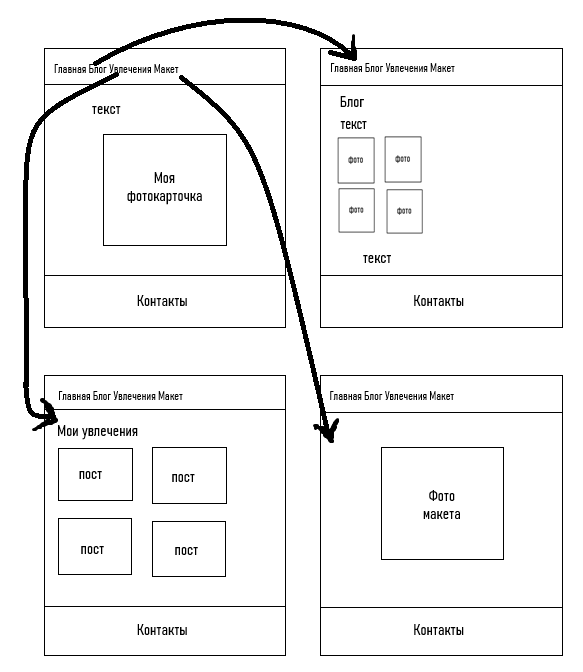 Главная Блог Увлечения Макет
текст
Моя
фотокарточка
Контакты
Главная Блог Увлечения Макет
Блог
текст
фото фото
фото фото
текст
Контакты
Главная Блог Увлечения Макет
Мои увлечения
пост пост
пост пост
Контакты
Главная Блог Увлечения Макет
Фото
макета
Контакты